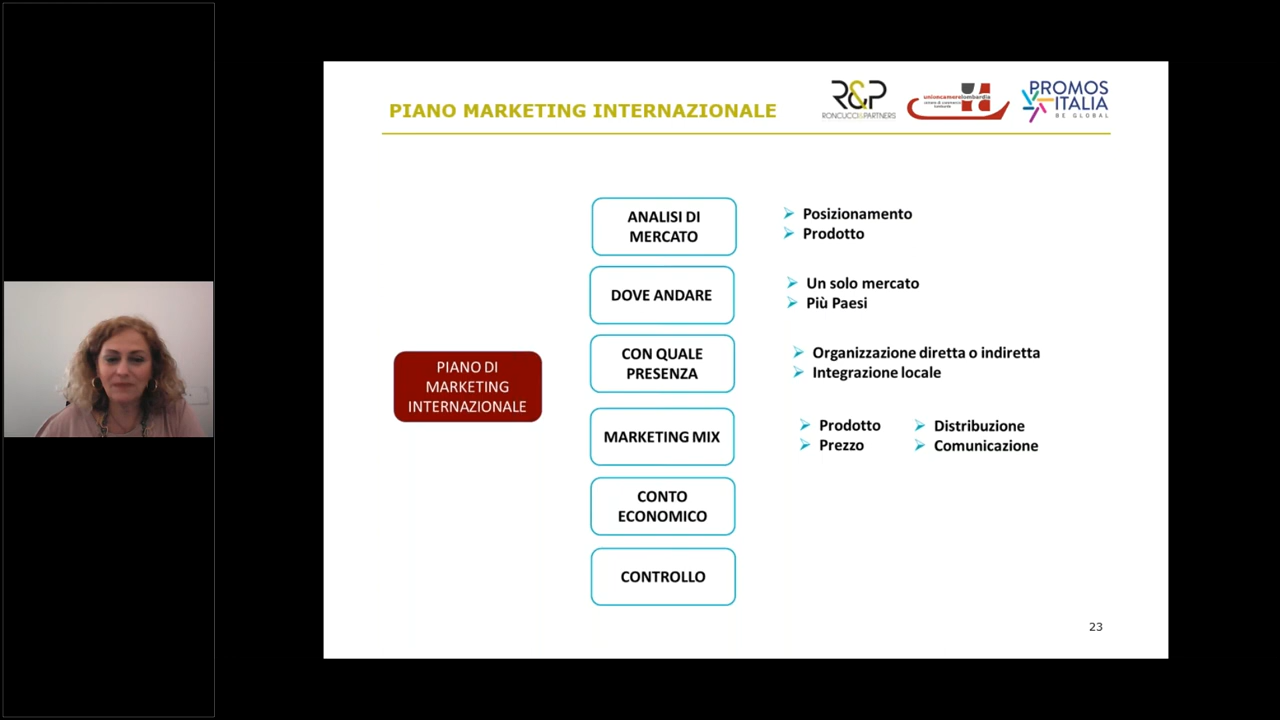 PIANO MARKETING INTERNAZIONALE
R&P
RONCUCCI&PARTNERS
unioncamerelombardia
PROMOS
ITALIA
BE GLOBAL
PIANO DI
MARKETING
INTERNAZIONALE
ANALISI DI
MERCATO
Posizionamento
Prodotto
DOVE ANDARE
Un solo mercato
Più Paesi
CON QUALE
PRESENZA
Organizzazione diretta o indiretta
Integrazione locale
MARKETING MIX
Prodotto
Prezzo
Distribuzione
Comunicazione
CONTO
ECONOMICO
CONTROLLO
23